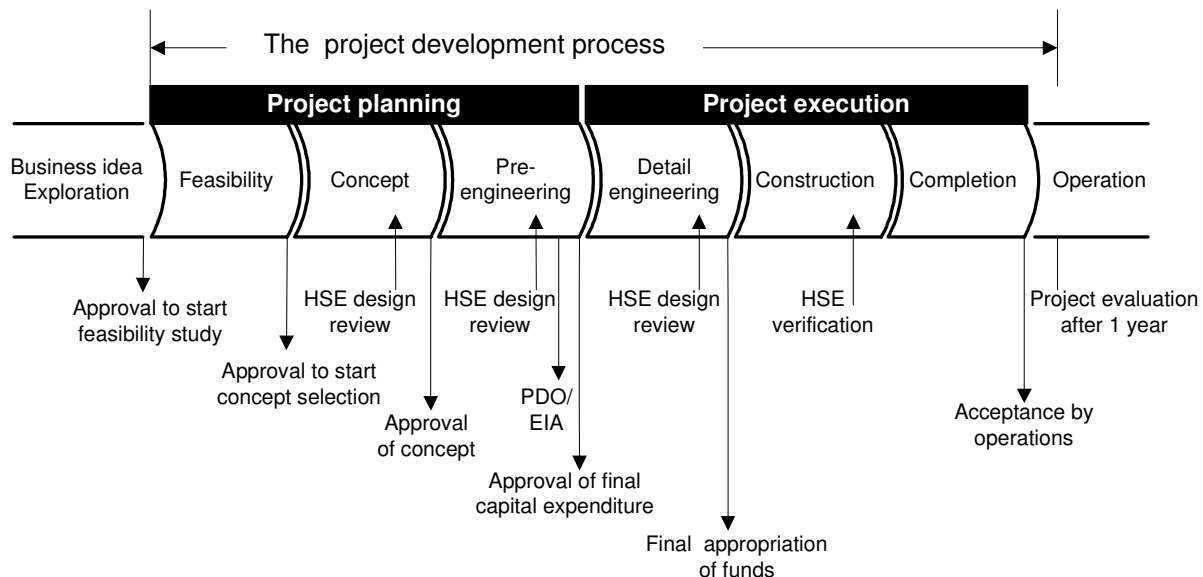 The project development process
Project planning
Project execution
Business idea
Exploration
Feasibility
Concept
Pre-
engineering
Detail
engineering
Construction
Completion
Operation
Approval to start
feasibility study
Approval to start
concept selection
HSE design
review
Approval
of concept
HSE design
review
PDO/
EIA
Approval of final
capital expenditure
HSE design
review
Final appropriation
of funds
HSE
verification
Acceptance by
operations
Project evaluation
after 1 year